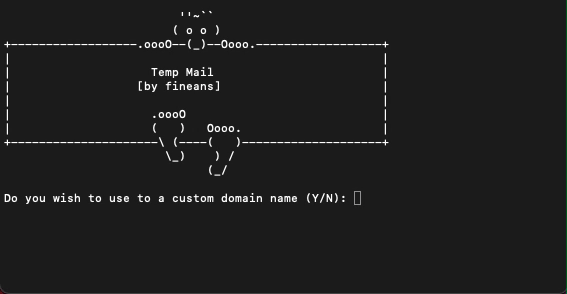 ''~``
( o o )
+------------------.oooO--(_)--Oooo.------------------+
|                                                     |
|                    Temp Mail                        |
|                  [by fineans]                       |
|                                                     |
|                    .oooO                            |
|                    (   )   Oooo.                    |
+---------------------\ (----(   )--------------------+
                       \_)    ) /
                             (_/
Do you wish to use to a custom domain name (Y/N):